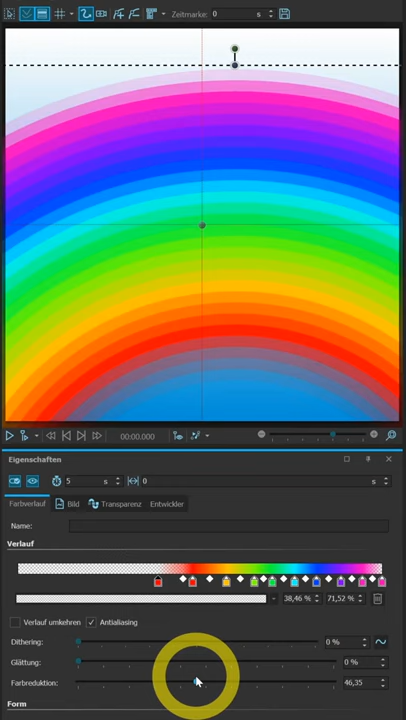 Zeitmarke: 0 s
00:00.000
Eigenschaften
5 s 0 s
Farbverlauf Bild Transparenz Entwickler
Name:
Verlauf
38,46 % 71,52 %
Verlauf umkehren Antialiasing
Dithering: 0 %
Glättung: 0 %
Farbreduktion: 46,35
Form